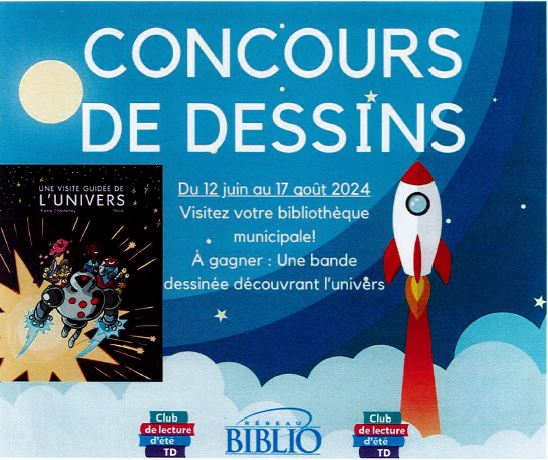 CONCOURS
DE DESSINS
UNE VISITE GUIDÉE DE
L'UNIVERS
Du 12 juin au 17 août 2024
Visitez votre bibliothèque
municipale!
À gagner : Une bande
dessinée découvrant l'univers
Club
de lecture
d'été
TD
RÉSEAU
BIBLIO
Club
de lecture
d'été
TD